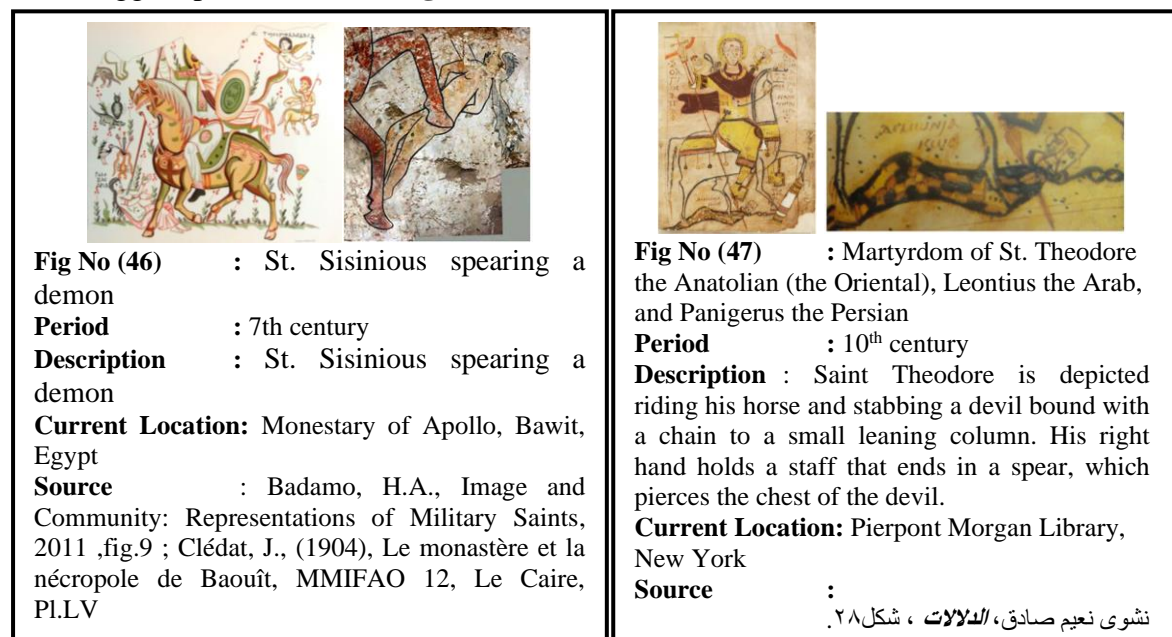 Fig No (46) : St. Sisinious spearing a
demon
Period : 7th century
Description : St. Sisinious spearing a
demon
Current Location: Monestary of Apollo, Bawit,
Egypt
Source : Badamo, H.A., Image and
Community: Representations of Military Saints,
2011 ,fig.9 ; Clédat, J., (1904), Le monastère et la
nécropole de Baouît, MMIFAO 12, Le Caire,
Pl.LV
Fig No (47) : Martyrdom of St. Theodore
the Anatolian (the Oriental), Leontius the Arab,
and Panigerus the Persian
Period : 10th century
Description : Saint Theodore is depicted
riding his horse and stabbing a devil bound with
a chain to a small leaning column. His right
hand holds a staff that ends in a spear, which
pierces the chest of the devil.
Current Location: Pierpont Morgan Library,
New York
Source :
نشوى نعيم صادق، الدلالات ، شكل٢٨.